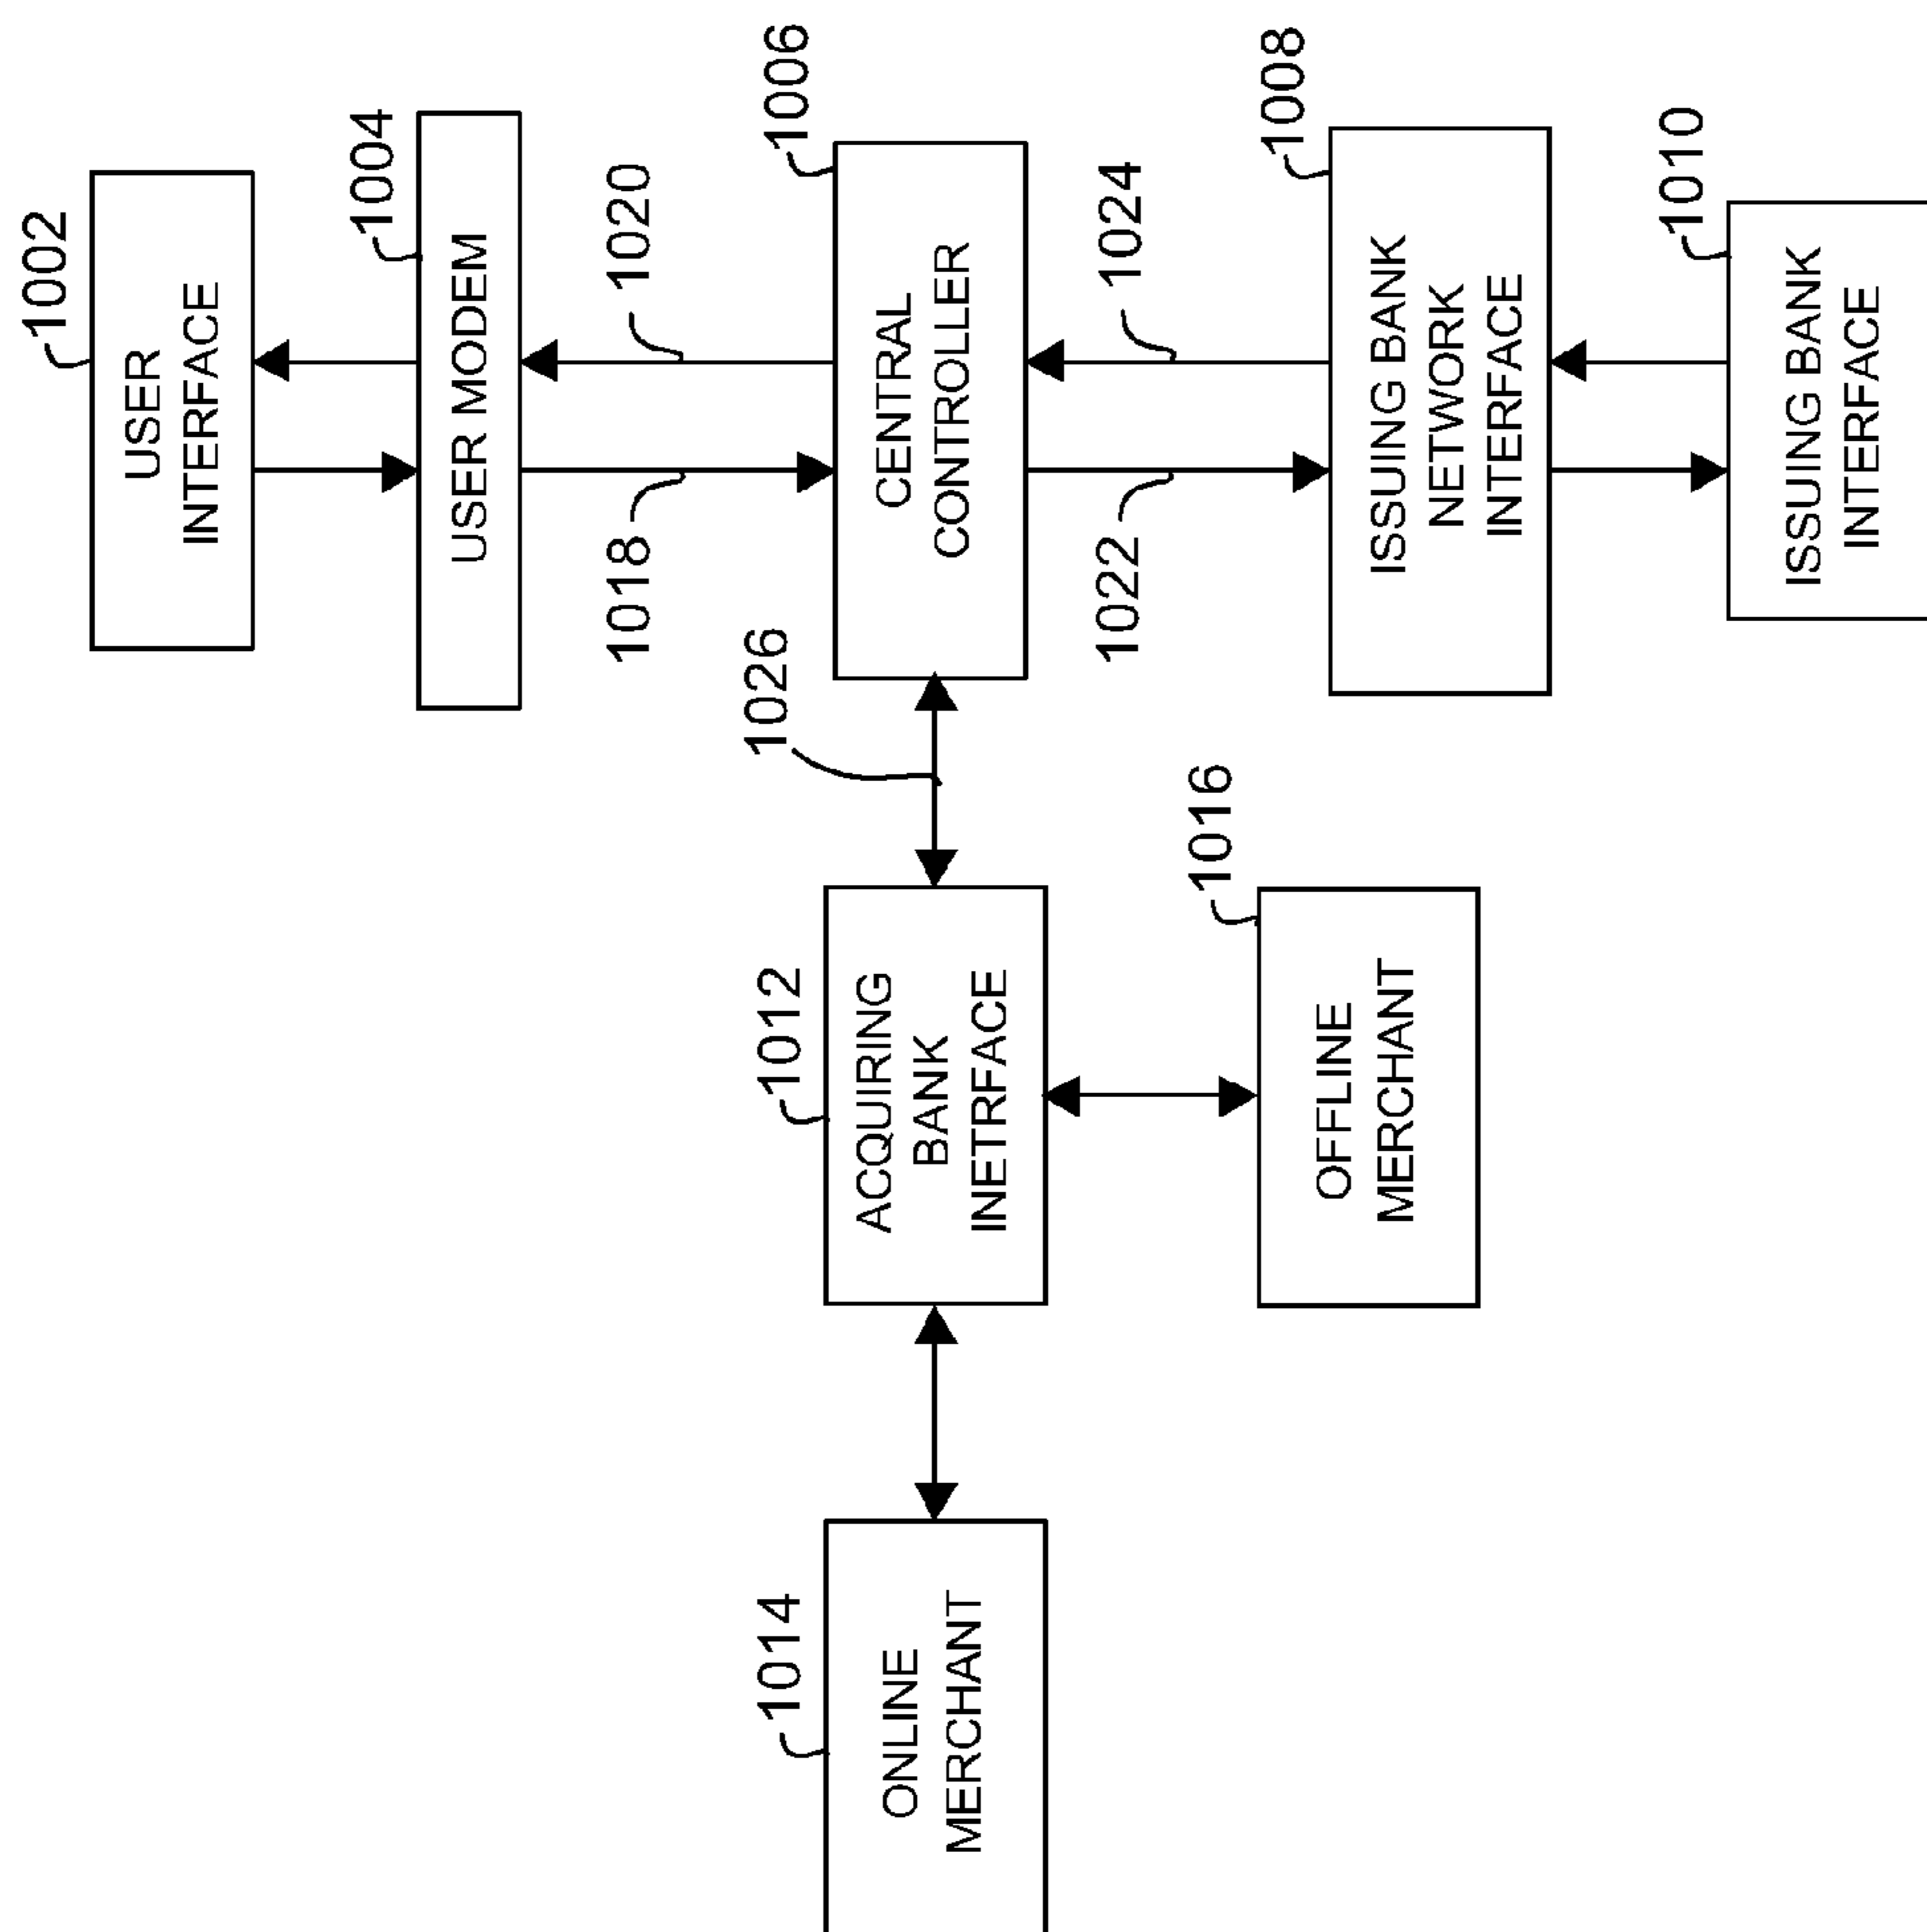 1002
USER
INTERFACE
1004
USER MODEM
1020
1018
1006
CENTRAL
CONTROLLER
1024
1022
1008
ISSUING BANK
NETWORK
INTERFACE
1010
ISSUING BANK
INTERFACE
1026
1012
ACQUIRING
BANK
INETRFACE
1016
OFFLINE
MERCHANT
1014
ONLINE
MERCHANT